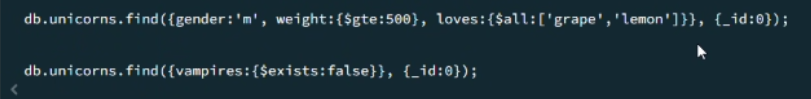 db.unicorns.find({gender:'m', weight:{$gte:500}, loves:{$all:['grape','lemon']}}, {_id:0});
db.unicorns.find({vampires:{$exists:false}}, {_id:0});